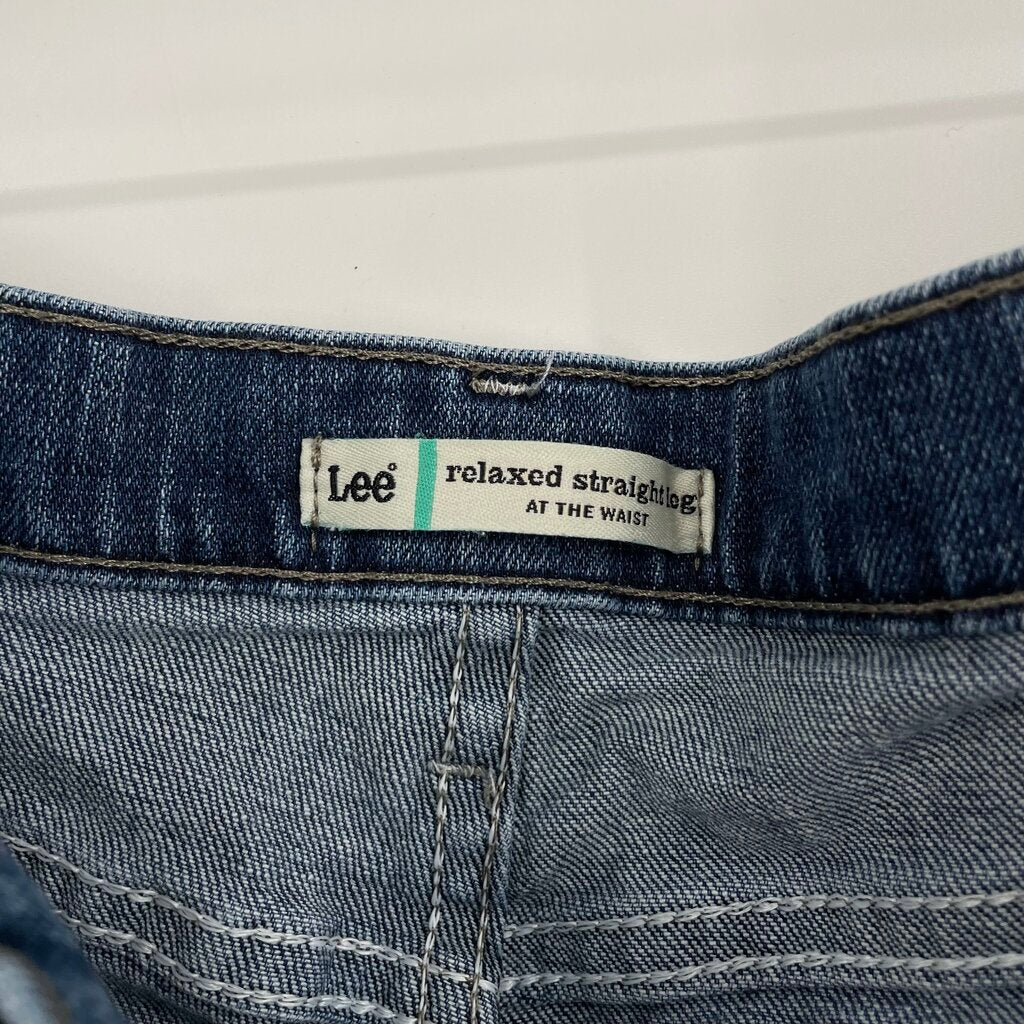 Lee
relaxed straight leg
AT THE WAIST